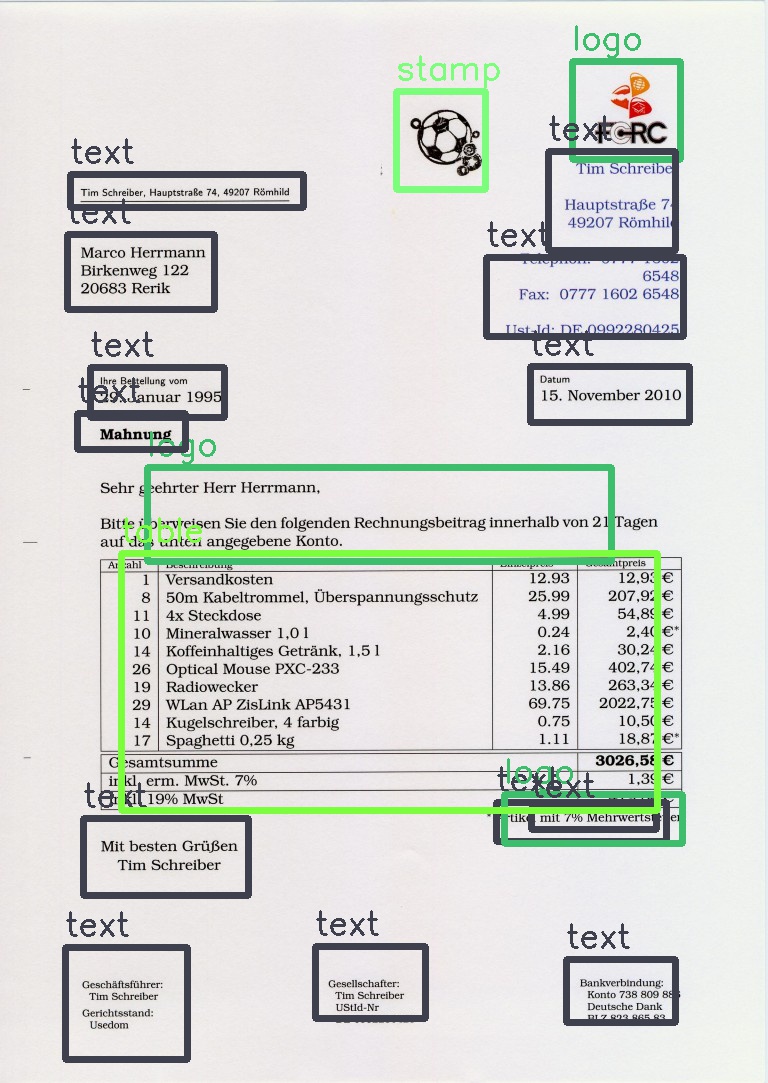 logo
stamp
FCRC
text
Tim Schreiber
text
Tim Schreiber, Hauptstraße 74, 49207 Römhild
Hauptstraße 74
49207 Römhild
text
text
Marco Herrmann
Birkenweg 122
20683 Rerik
Telephon: 0777 1602
6548
Fax: 0777 1602 6548
Ust-Id: DE 0992280425
text
text
Ihre Bestellung vom
29. Januar 1995
Datum
15. November 2010
text
Mahnung
logo
Sehr geehrter Herr Herrmann,
Bitte überweisen Sie den folgenden Rechnungsbeitrag innerhalb von 21 Tagen
auf das unten angegebene Konto.
table
Anzahl Beschreibung Einzelpreis Gesamtpreis
1 Versandkosten 12.93 12,93 €
8 50m Kabeltrommel, Überspannungsschutz 25.99 207,92 €
11 4x Steckdose 4.99 54,89 €
10 Mineralwasser 1,0 l 0.24 2,40 €*
14 Koffeinhaltiges Getränk, 1,5 l 2.16 30,24 €
26 Optical Mouse PXC-233 15.49 402,74 €
19 Radiowecker 13.86 263,34 €
29 WLan AP ZisLink AP5431 69.75 2022,75 €
14 Kugelschreiber, 4 farbig 0.75 10,50 €
17 Spaghetti 0,25 kg 1.11 18,87 €*
Gesamtsumme 3026,58 €
inkl. erm. MwSt. 7% 1,39 €
inkl. 19% MwSt
text
logo
text
text
* Artikel mit 7% Mehrwertsteuer
Mit besten Grüßen
Tim Schreiber
text
Geschäftsführer:
Tim Schreiber
Gerichtsstand:
Usedom
text
Gesellschafter:
Tim Schreiber
UStid-Nr
text
Bankverbindung:
Konto 738 809 886
Deutsche Dank
BLZ 823 865 83